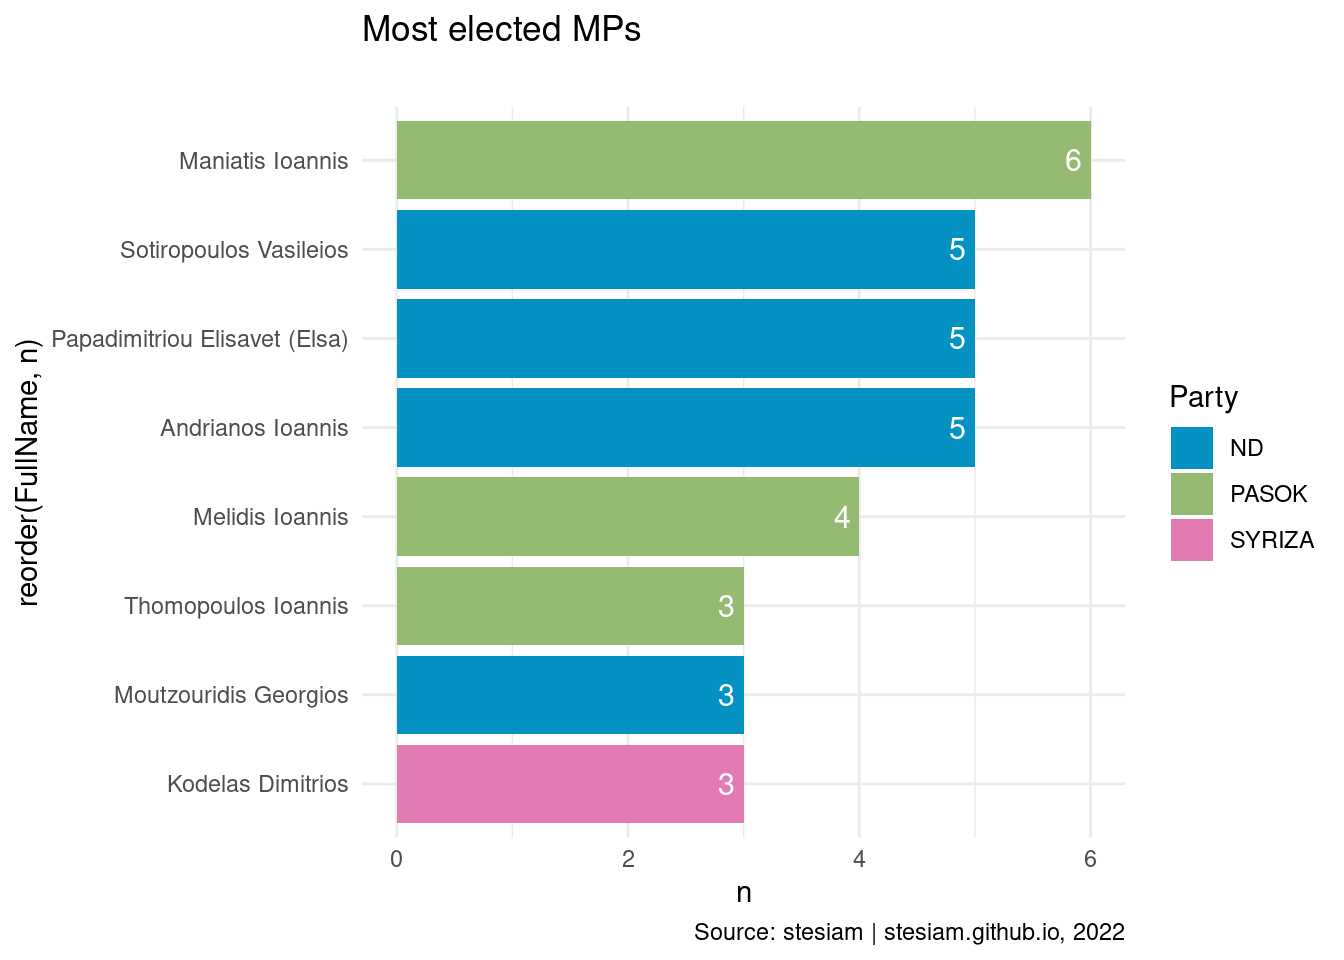 Most elected MPs
reorder(FullName, n)
Maniatis Ioannis
6
Sotiropoulos Vasileios
5
Papadimitriou Elisavet (Elsa)
5
Andrianos Ioannis
5
Melidis Ioannis
4
Thomopoulos Ioannis
3
Moutzouridis Georgios
3
Kodelas Dimitrios
3
0 2 4 6
n
Party
ND
PASOK
SYRIZA
Source: stesiam | stesiam.github.io, 2022